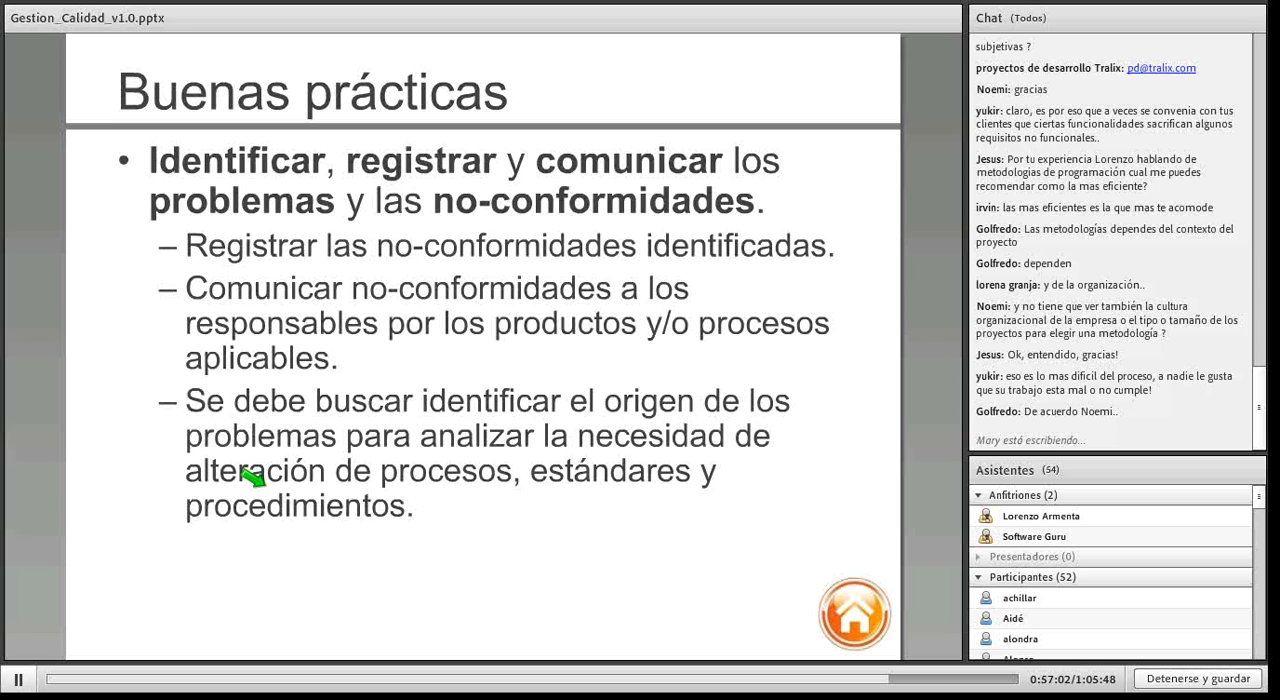 Gestion_Calidad_v1.0.pptx
Buenas prácticas
• Identificar, registrar y comunicar los
problemas y las no-conformidades.
– Registrar las no-conformidades identificadas.
– Comunicar no-conformidades a los
responsables por los productos y/o procesos
aplicables.
– Se debe buscar identificar el origen de los
problemas para analizar la necesidad de
alteración de procesos, estándares y
procedimientos.
Chat (Todos)
subjetivas ?
proyectos de desarrollo Tralix: pd@tralix.com
Noemi: gracias
yukir: claro, es por eso que a veces se convenia con tus
clientes que ciertas funcionalidades sacrifican algunos
requisitos no funcionales..
Jesus: Por tu experiencia Lorenzo hablando de
metodologias de programación cual me puedes
recomendar como la mas eficiente?
irvin: las mas eficientes es la que mas te acomode
Golfredo: Las metodologías dependes del contexto del
proyecto
Golfredo: dependen
lorena granja: y de la organización..
Noemi: y no tiene que ver también la cultura
organizacional de la empresa o el tipo o tamaño de los
proyectos para elegir una metodología ?
Jesus: Ok, entendido, gracias!
yukir: eso es lo mas dificil del proceso, a nadie le gusta
que su trabajo esta mal o no cumple!
Golfredo: De acuerdo Noemí..
Mary está escribiendo...
Asistentes (54)
Anfitriones (2)
Lorenzo Armenta
Software Guru
Presentadores (0)
Participantes (52)
achillar
Aidé
alondra
0:57:02/1:05:48
Detenerse y guardar